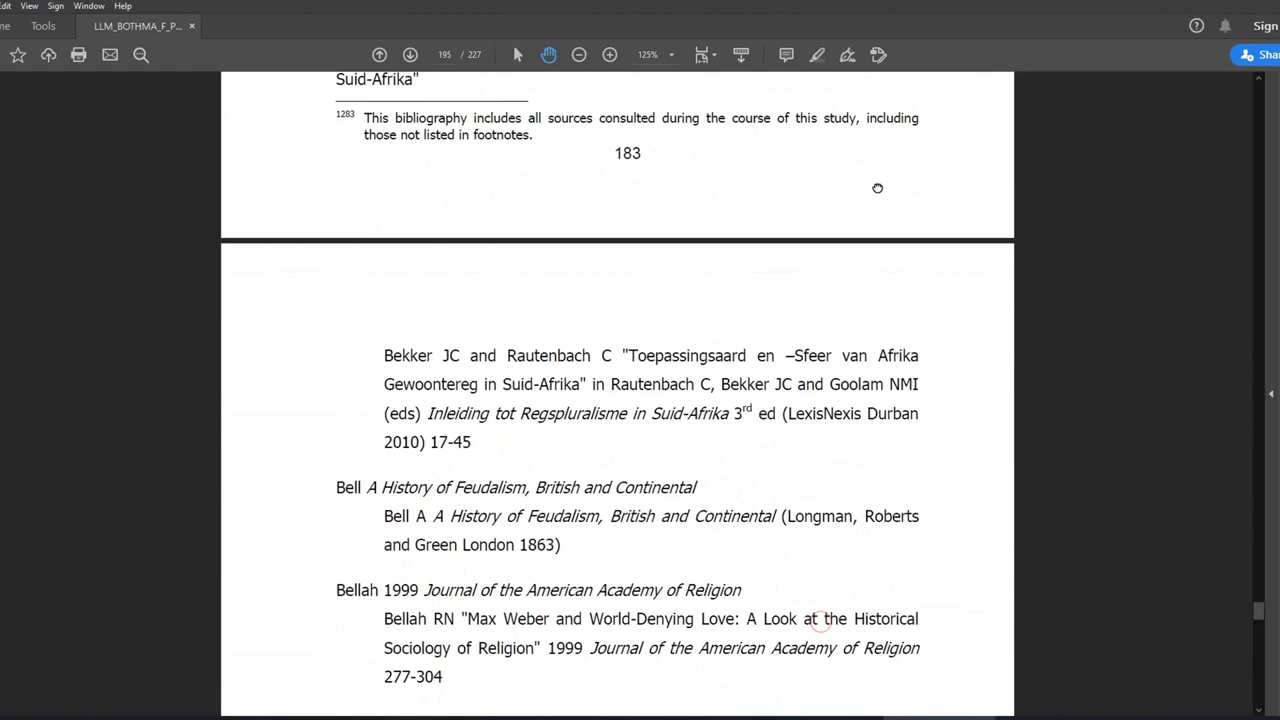 Edit View Sign Window Help
me Tools LLM_BOTHMA_F_P... × Sign
195 / 227 125% Sha
Suid-Afrika"
1283 This bibliography includes all sources consulted during the course of this study, including
those not listed in footnotes.
183
Bekker JC and Rautenbach C "Toepassingsaard en –Sfeer van Afrika
Gewoontereg in Suid-Afrika" in Rautenbach C, Bekker JC and Goolam NMI
(eds) Inleiding tot Regspluralisme in Suid-Afrika 3rd ed (LexisNexis Durban
2010) 17-45
Bell A History of Feudalism, British and Continental
Bell A A History of Feudalism, British and Continental (Longman, Roberts
and Green London 1863)
Bellah 1999 Journal of the American Academy of Religion
Bellah RN "Max Weber and World-Denying Love: A Look at the Historical
Sociology of Religion" 1999 Journal of the American Academy of Religion
277-304